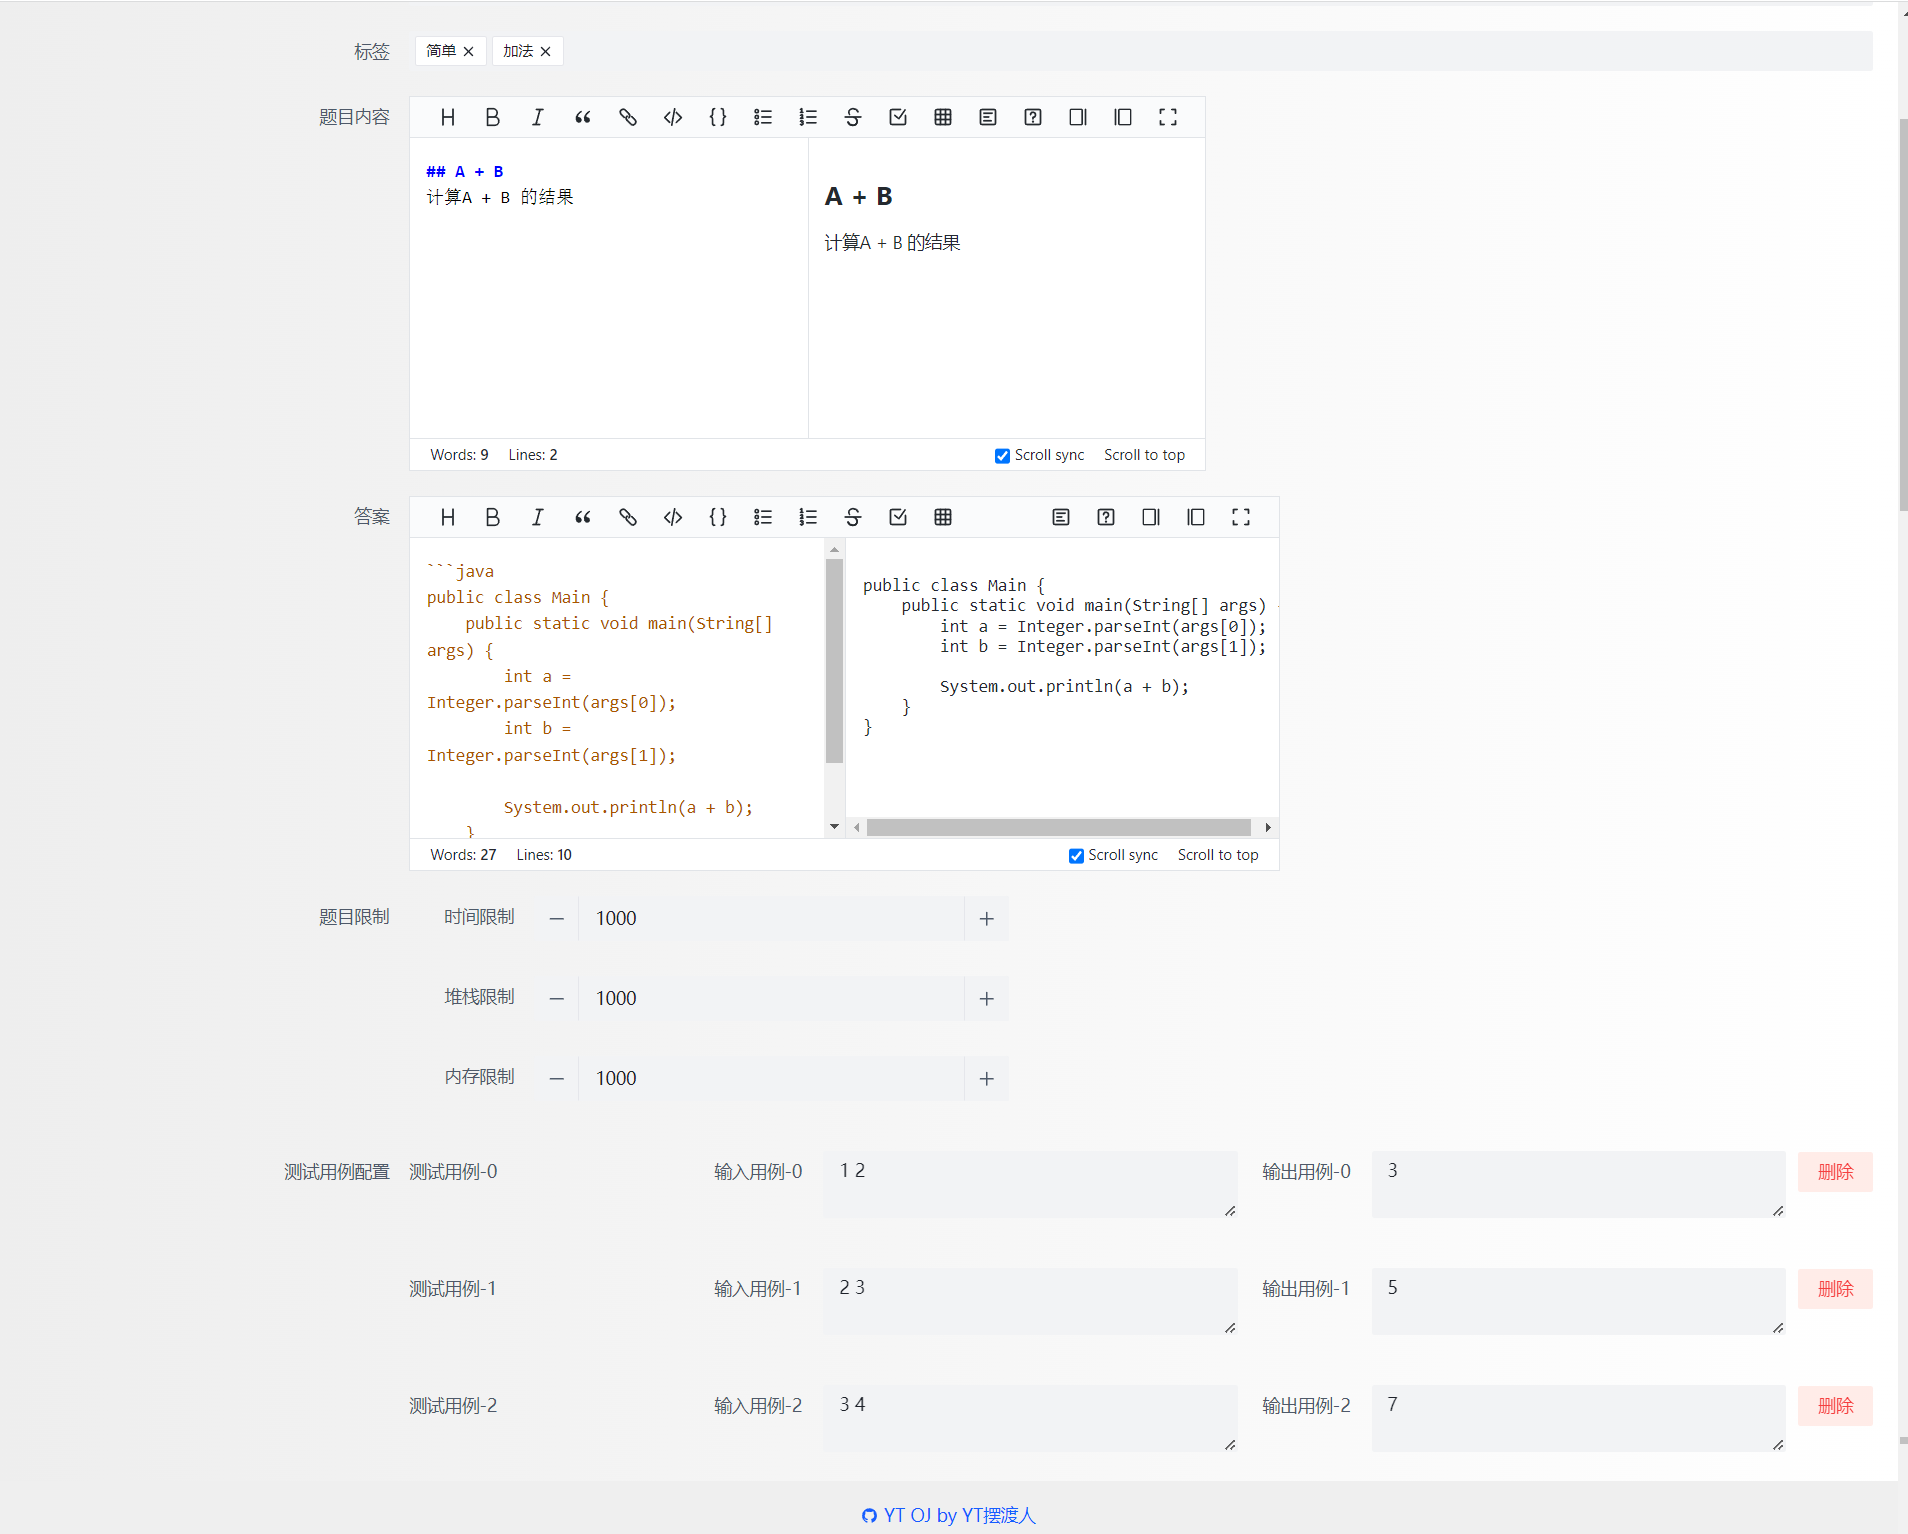 标签 简单 加法
题目内容
## A + B
计算A + B 的结果
A + B
计算A + B 的结果
Words: 9 Lines: 2 Scroll sync Scroll to top
答案
```java
public class Main {
    public static void main(String[]
args) {
        int a =
Integer.parseInt(args[0]);
        int b =
Integer.parseInt(args[1]);
        System.out.println(a + b);
    }
public class Main {
    public static void main(String[] args)
        int a = Integer.parseInt(args[0]);
        int b = Integer.parseInt(args[1]);
        System.out.println(a + b);
    }
}
Words: 27 Lines: 10 Scroll sync Scroll to top
题目限制 时间限制 1000
堆栈限制 1000
内存限制 1000
测试用例配置 测试用例-0 输入用例-0 1 2 输出用例-0 3 删除
测试用例-1 输入用例-1 2 3 输出用例-1 5 删除
测试用例-2 输入用例-2 3 4 输出用例-2 7 删除
YT OJ by YT摆渡人